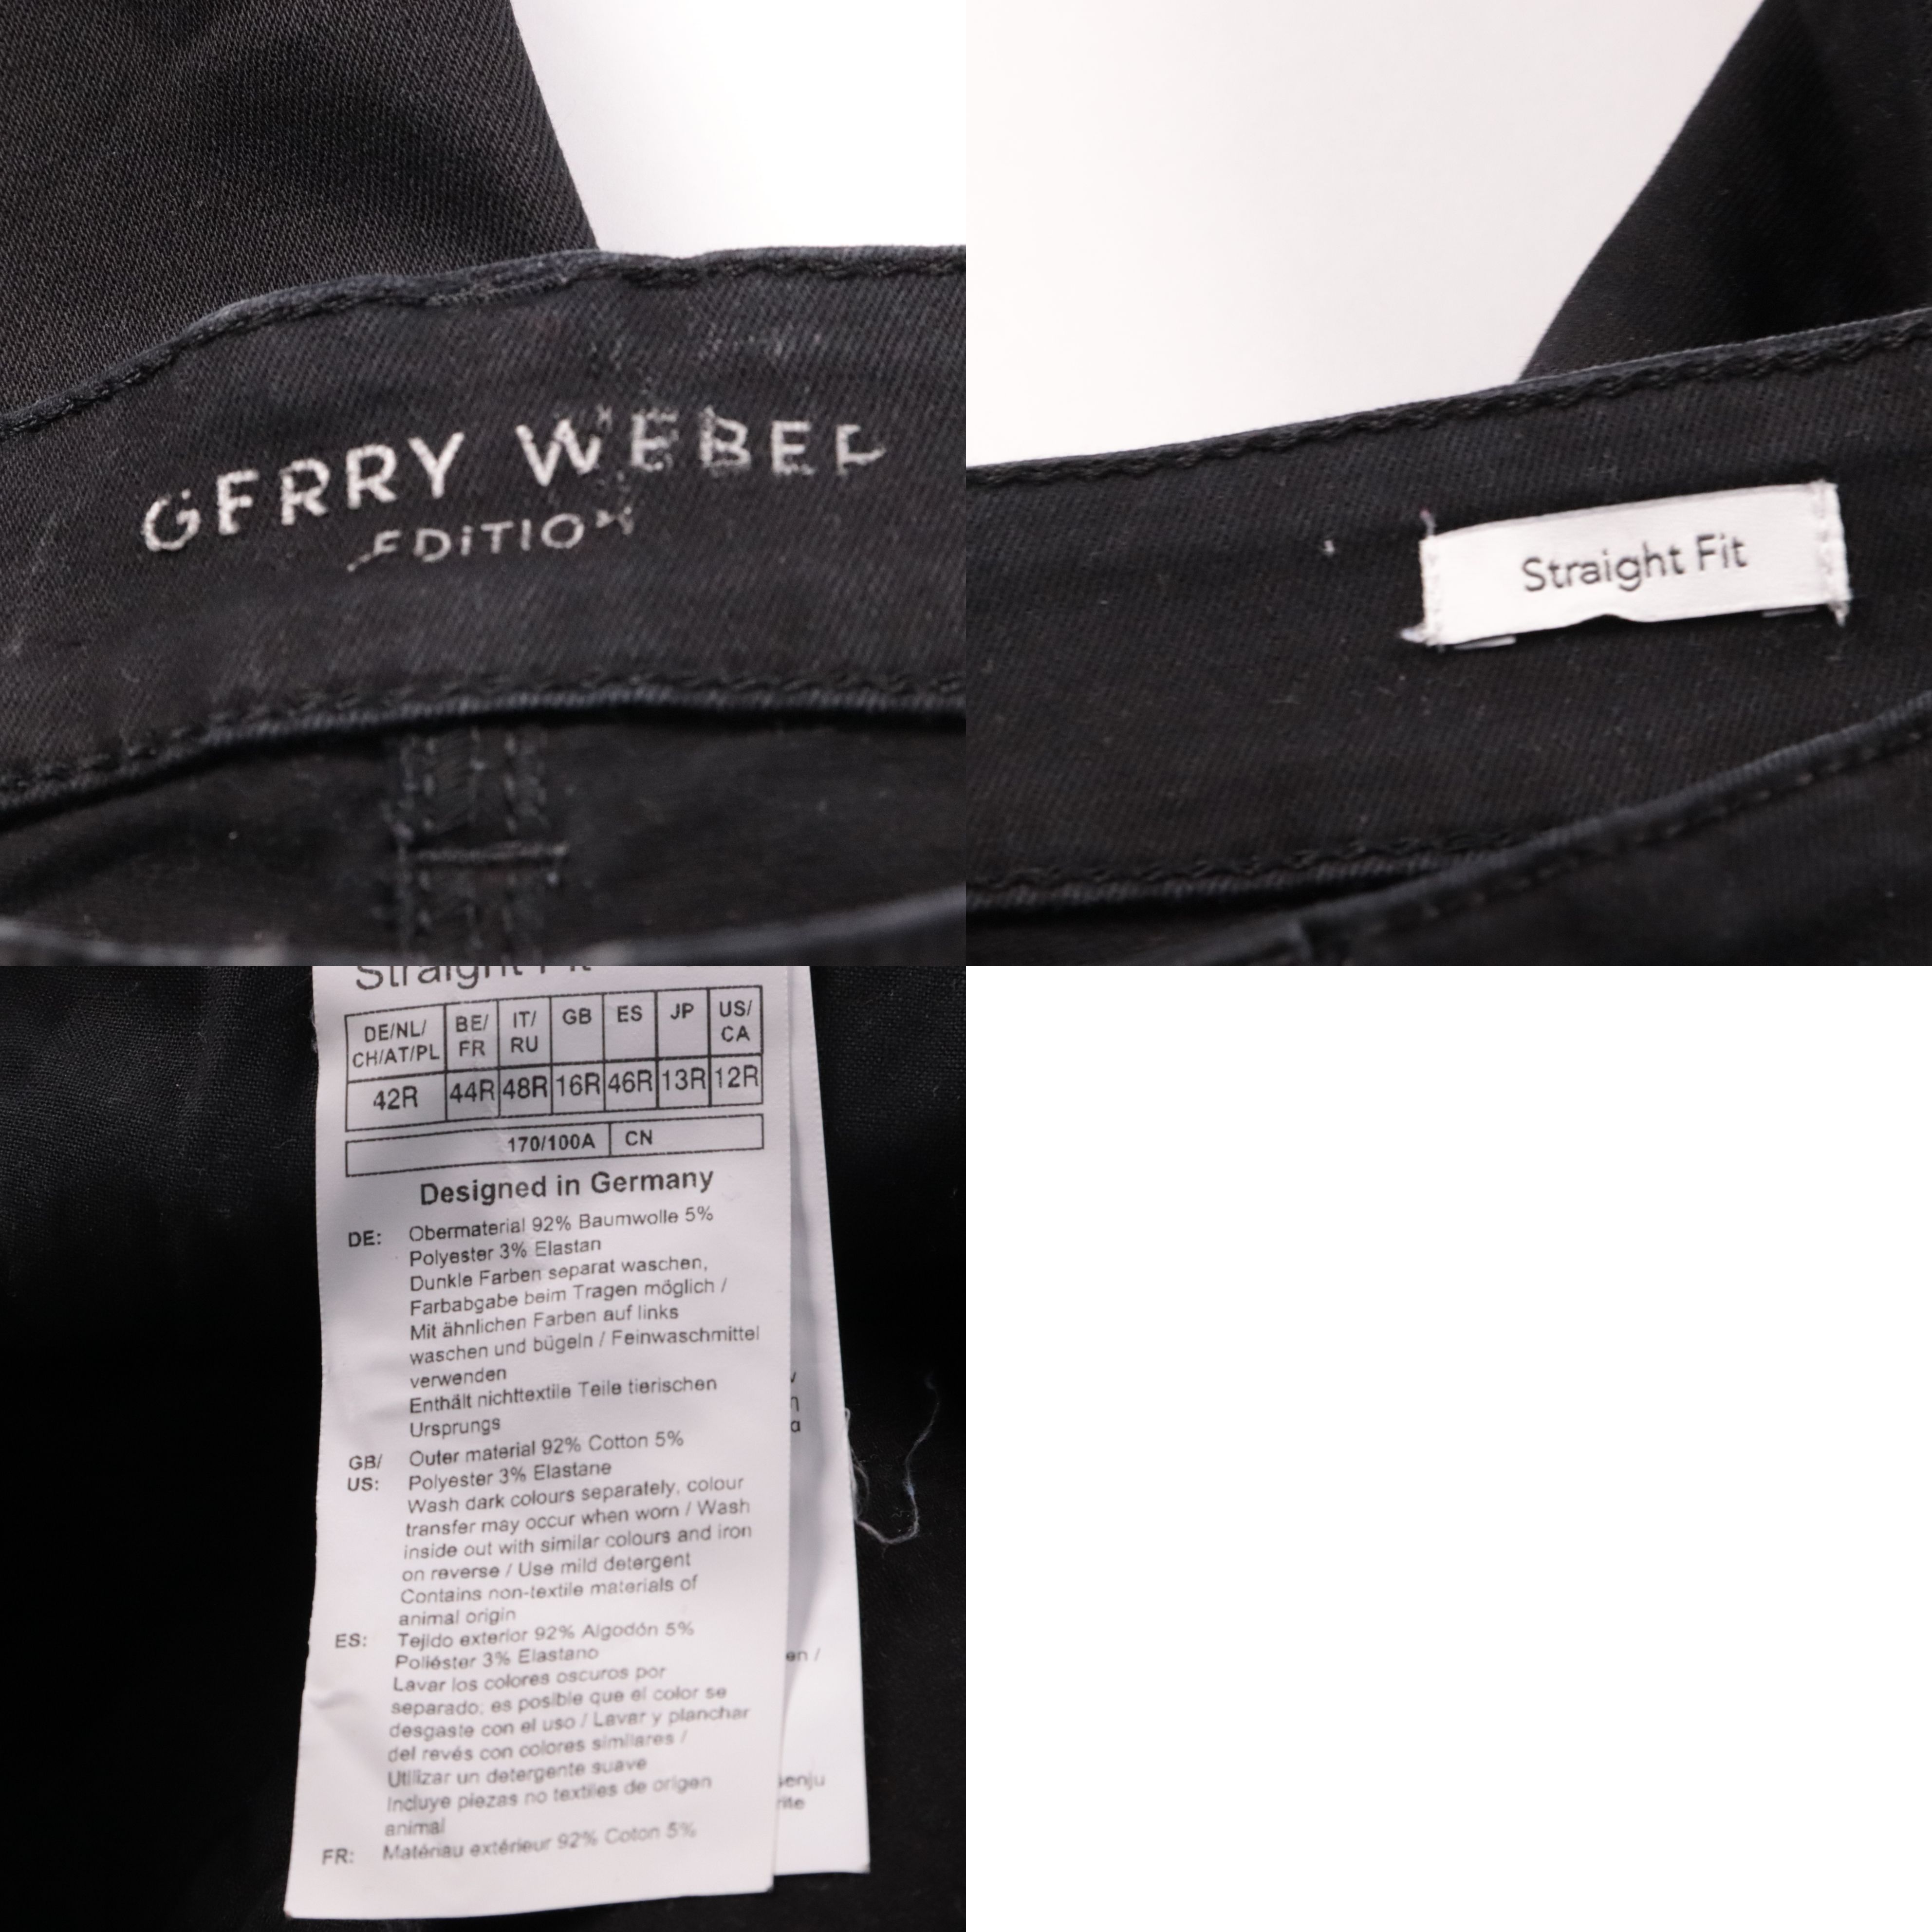 GERRY WEBER
EDITION
Straight Fit
Straight Fit
DE/NL/ CH/AT/PL BE/ FR IT/ RU GB ES JP US/ CA
42R 44R 48R 16R 46R 13R 12R
170/100A CN
Designed in Germany
DE: Obermaterial 92% Baumwolle 5%
Polyester 3% Elastan
Dunkle Farben separat waschen,
Farbabgabe beim Tragen möglich /
Mit ähnlichen Farben auf links
waschen und bügeln / Feinwaschmittel
verwenden
Enthält nichttextile Teile tierischen
Ursprungs
GB/ US: Outer material 92% Cotton 5%
Polyester 3% Elastane
Wash dark colours separately, colour
transfer may occur when worn / Wash
inside out with similar colours and iron
on reverse / Use mild detergent
Contains non-textile materials of
animal origin
ES: Tejido exterior 92% Algodón 5%
Poliéster 3% Elastano
Lavar los colores oscuros por
separado; es posible que el color se
desgaste con el uso / Lavar y planchar
del revés con colores similares /
Utilizar un detergente suave
Incluye piezas no textiles de origen
animal
FR: Matériau extérieur 92% Coton 5%